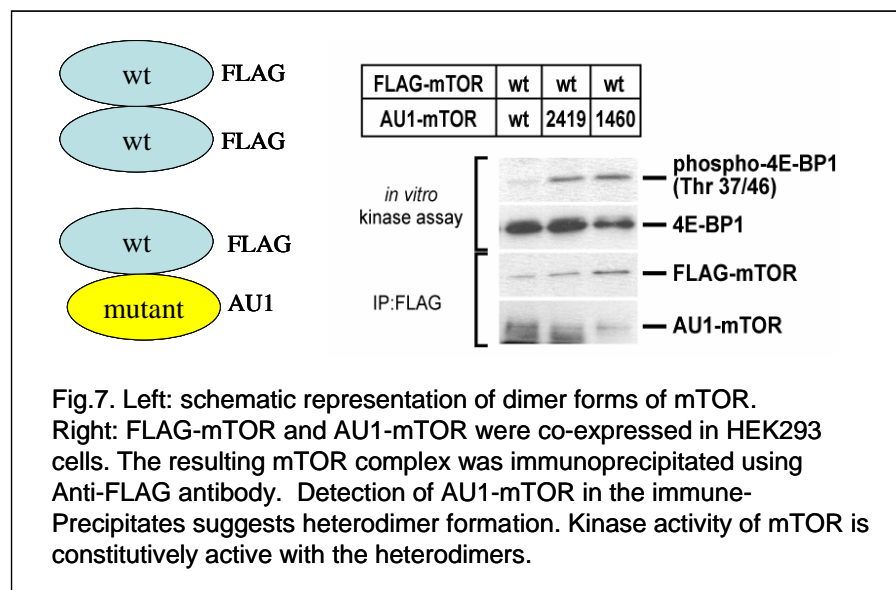 wt FLAG
wt FLAG
wt FLAG
mutant AU1
FLAG-mTOR wt wt wt
AU1-mTOR wt 2419 1460
in vitro
kinase assay
phospho-4E-BP1
(Thr 37/46)
4E-BP1
IP:FLAG
FLAG-mTOR
AU1-mTOR
Fig.7. Left: schematic representation of dimer forms of mTOR.
Right: FLAG-mTOR and AU1-mTOR were co-expressed in HEK293
cells. The resulting mTOR complex was immunoprecipitated using
Anti-FLAG antibody. Detection of AU1-mTOR in the immune-
Precipitates suggests heterodimer formation. Kinase activity of mTOR is
constitutively active with the heterodimers.